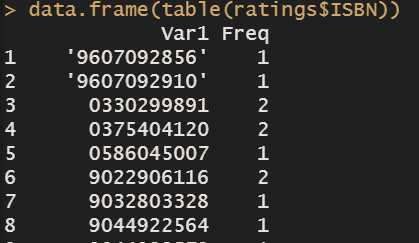 > data.frame(table(ratings$ISBN))
Var1 Freq
1 '9607092856' 1
2 '9607092910' 1
3 0330299891 2
4 0375404120 2
5 0586045007 1
6 9022906116 2
7 9032803328 1
8 9044922564 1